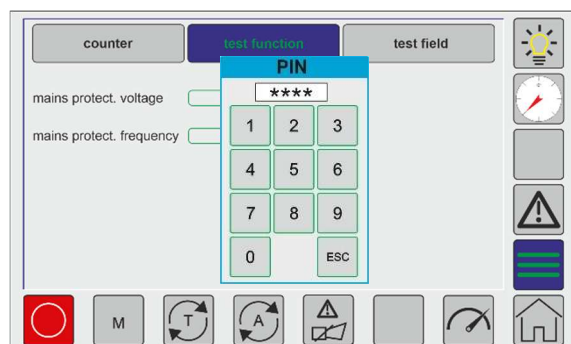 counter test function test field
PIN
****
mains protect. voltage
mains protect. frequency
1 2 3
4 5 6
7 8 9
0 ESC
M T A